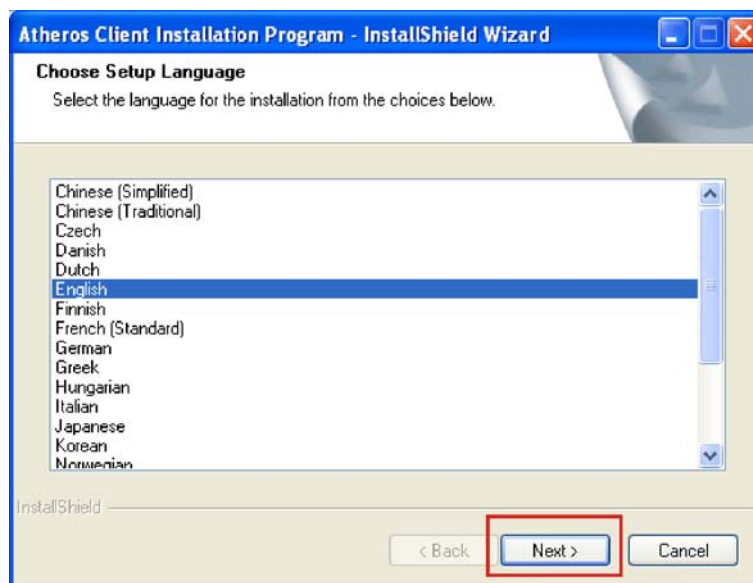 Atheros Client Installation Program - InstallShield Wizard
Choose Setup Language
Select the language for the installation from the choices below.
Chinese (Simplified)
Chinese (Traditional)
Czech
Danish
Dutch
English
Finnish
French (Standard)
German
Greek
Hungarian
Italian
Japanese
Korean
Norwegian
InstallShield
< Back
Next >
Cancel